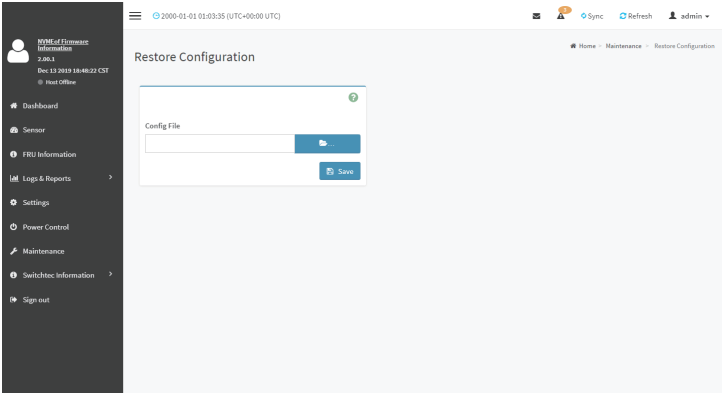 2000-01-01 01:03:35 (UTC+00:00 UTC)
Sync
Refresh
admin
NVMEof Firmware
Information
2.00.1
Dec 13 2019 18:48:22 CST
Host Offline
Dashboard
Sensor
FRU Information
Logs & Reports
Settings
Power Control
Maintenance
Switchtec Information
Sign out
Restore Configuration
Home > Maintenance > Restore Configuration
?
Config File
...
Save